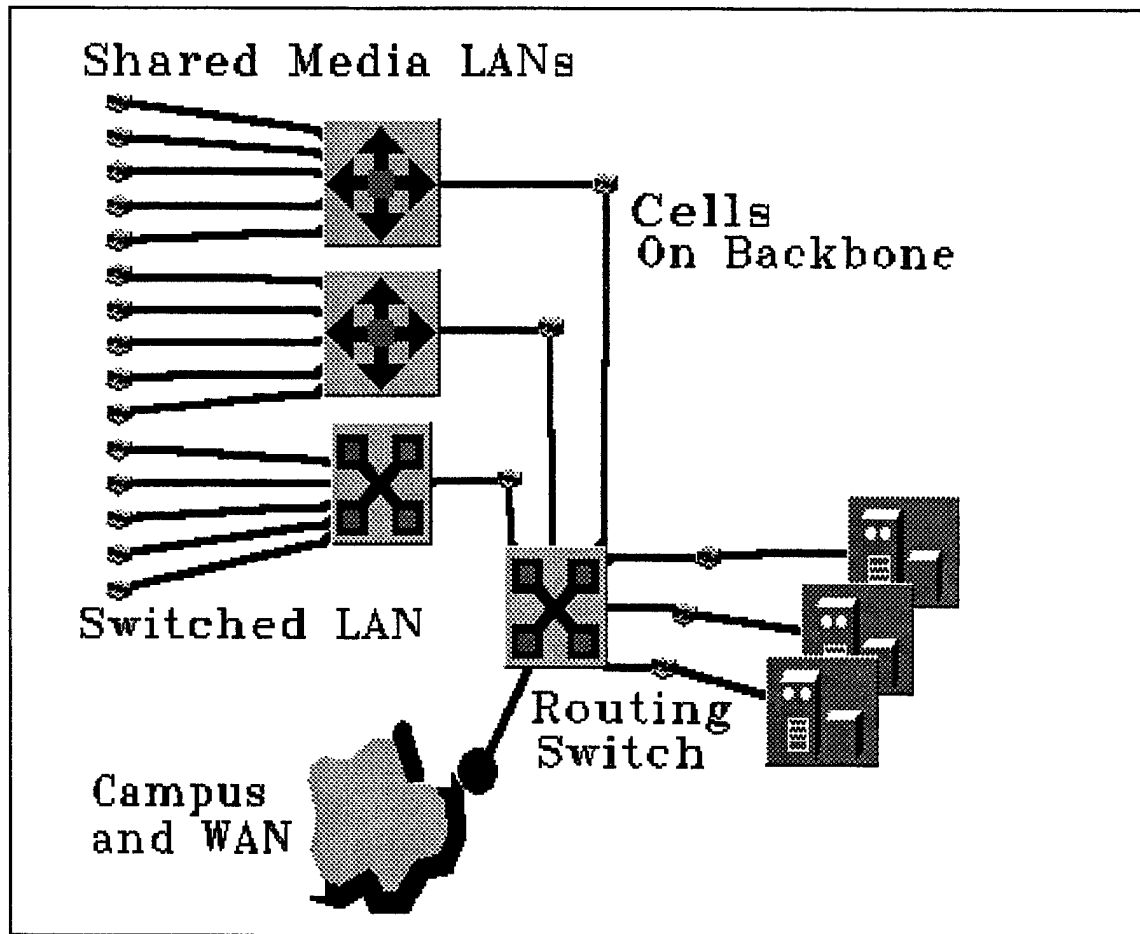 Shared Media LANs
Cells
On Backbone
Switched LAN
Routing
Switch
Campus
and WAN